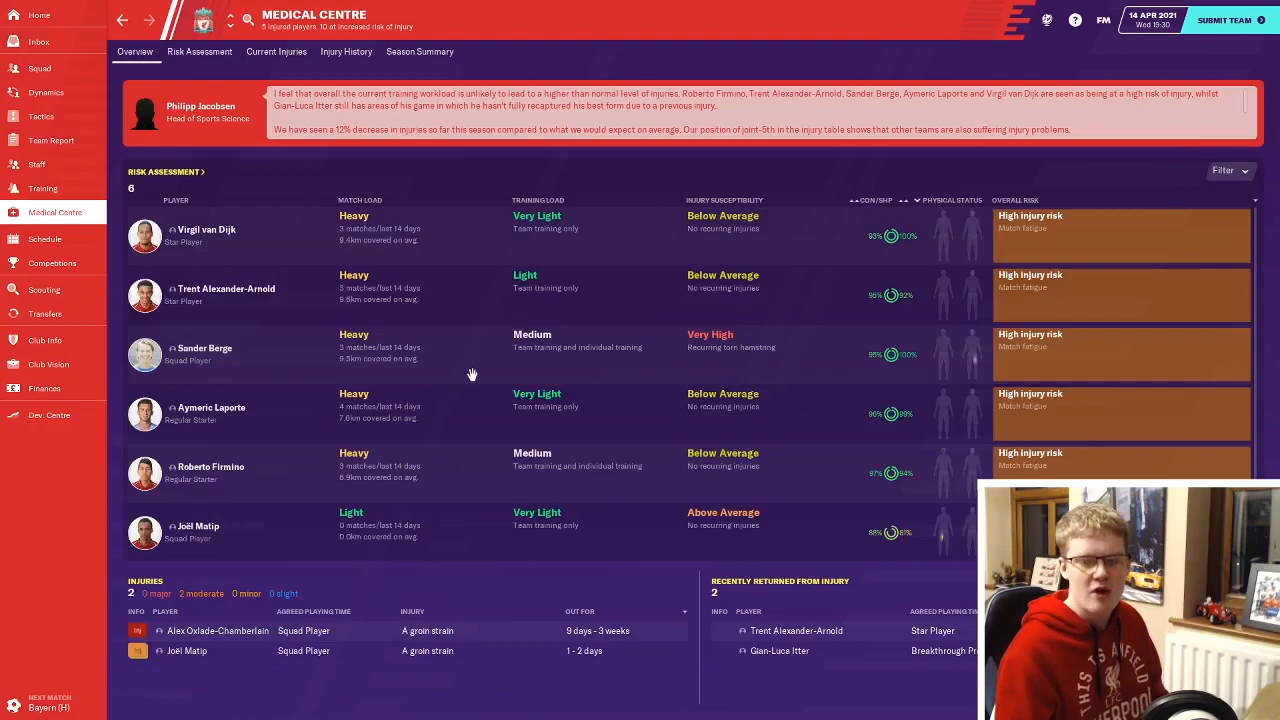 Home
MEDICAL CENTRE
5 injured players, 10 at increased risk of injury
FM
14 APR 2021
Wed 19:30
SUBMIT TEAM
Inbox
Overview
Risk Assessment
Current Injuries
Injury History
Season Summary
Squad
Dynamics
Tactics
Team Report
Staff
Training
Medical Centre
Schedule
Competitions
Scouting
Transfers
Club Info
Club Vision
Finances
Dev. Centre
NEXT MATCH
Bayern (H)
Philipp Jacobsen
Head of Sports Science
I feel that overall the current training workload is unlikely to lead to a higher than normal level of injuries, Roberto Firmino, Trent Alexander-Arnold, Sander Berge, Aymeric Laporte and Virgil van Dijk are seen as being at a high risk of injury, whilst
Gian-Luca Itter still has areas of his game in which he hasn't fully recaptured his best form due to a previous injury.
We have seen a 12% decrease in injuries so far this season compared to what we would expect on average. Our position of joint-5th in the injury table shows that other teams are also suffering injury problems.
RISK ASSESSMENT >
6
Filter
PLAYER MATCH LOAD TRAINING LOAD INJURY SUSCEPTIBILITY CON/SHP PHYSICAL STATUS OVERALL RISK
Virgil van Dijk
Star Player
Heavy
3 matches/last 14 days
9.4km covered on avg.
Very Light
Team training only
Below Average
No recurring injuries
93% 100%
High injury risk
Match fatigue
Trent Alexander-Arnold
Star Player
Heavy
3 matches/last 14 days
9.6km covered on avg.
Light
Team training only
Below Average
No recurring injuries
95% 92%
High injury risk
Match fatigue
Sander Berge
Squad Player
Heavy
3 matches/last 14 days
9.5km covered on avg.
Medium
Team training and individual training
Very High
Recurring torn hamstring
95% 100%
High injury risk
Match fatigue
Aymeric Laporte
Regular Starter
Heavy
4 matches/last 14 days
7.6km covered on avg.
Very Light
Team training only
Below Average
No recurring injuries
90% 99%
High injury risk
Match fatigue
Roberto Firmino
Regular Starter
Heavy
3 matches/last 14 days
8.9km covered on avg.
Medium
Team training and individual training
Below Average
No recurring injuries
97% 94%
High injury risk
Match fatigue
Joël Matip
Squad Player
Light
0 matches/last 14 days
0.0km covered on avg.
Very Light
Team training only
Above Average
No recurring injuries
88% 81%
INJURIES
2 0 major 2 moderate 0 minor 0 slight
INFO PLAYER AGREED PLAYING TIME INJURY OUT FOR
Inj Alex Oxlade-Chamberlain Squad Player A groin strain 9 days - 3 weeks
Inj Joël Matip Squad Player A groin strain 1 - 2 days
RECENTLY RETURNED FROM INJURY
2
INFO PLAYER AGREED PLAYING TIM
Trent Alexander-Arnold Star Player
Gian-Luca Itter Breakthrough Pr
THIS IS ANFIELD
LIVERPOOL